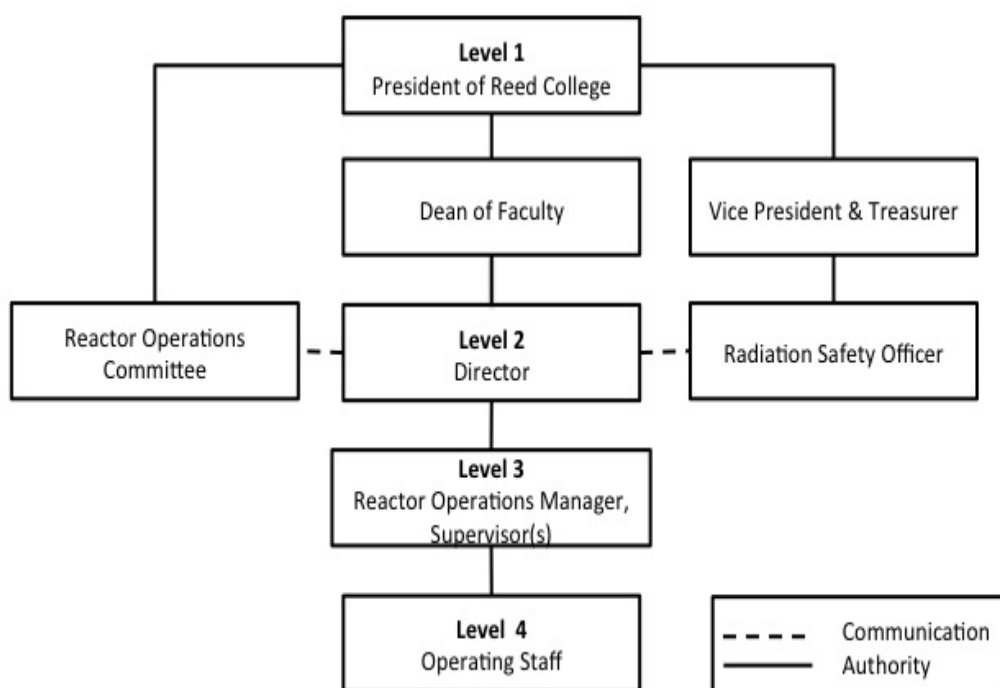 Level 1
President of Reed College
Dean of Faculty
Vice President & Treasurer
Reactor Operations
Committee
Level 2
Director
Radiation Safety Officer
Level 3
Reactor Operations Manager,
Supervisor(s)
Level 4
Operating Staff
Communication
Authority